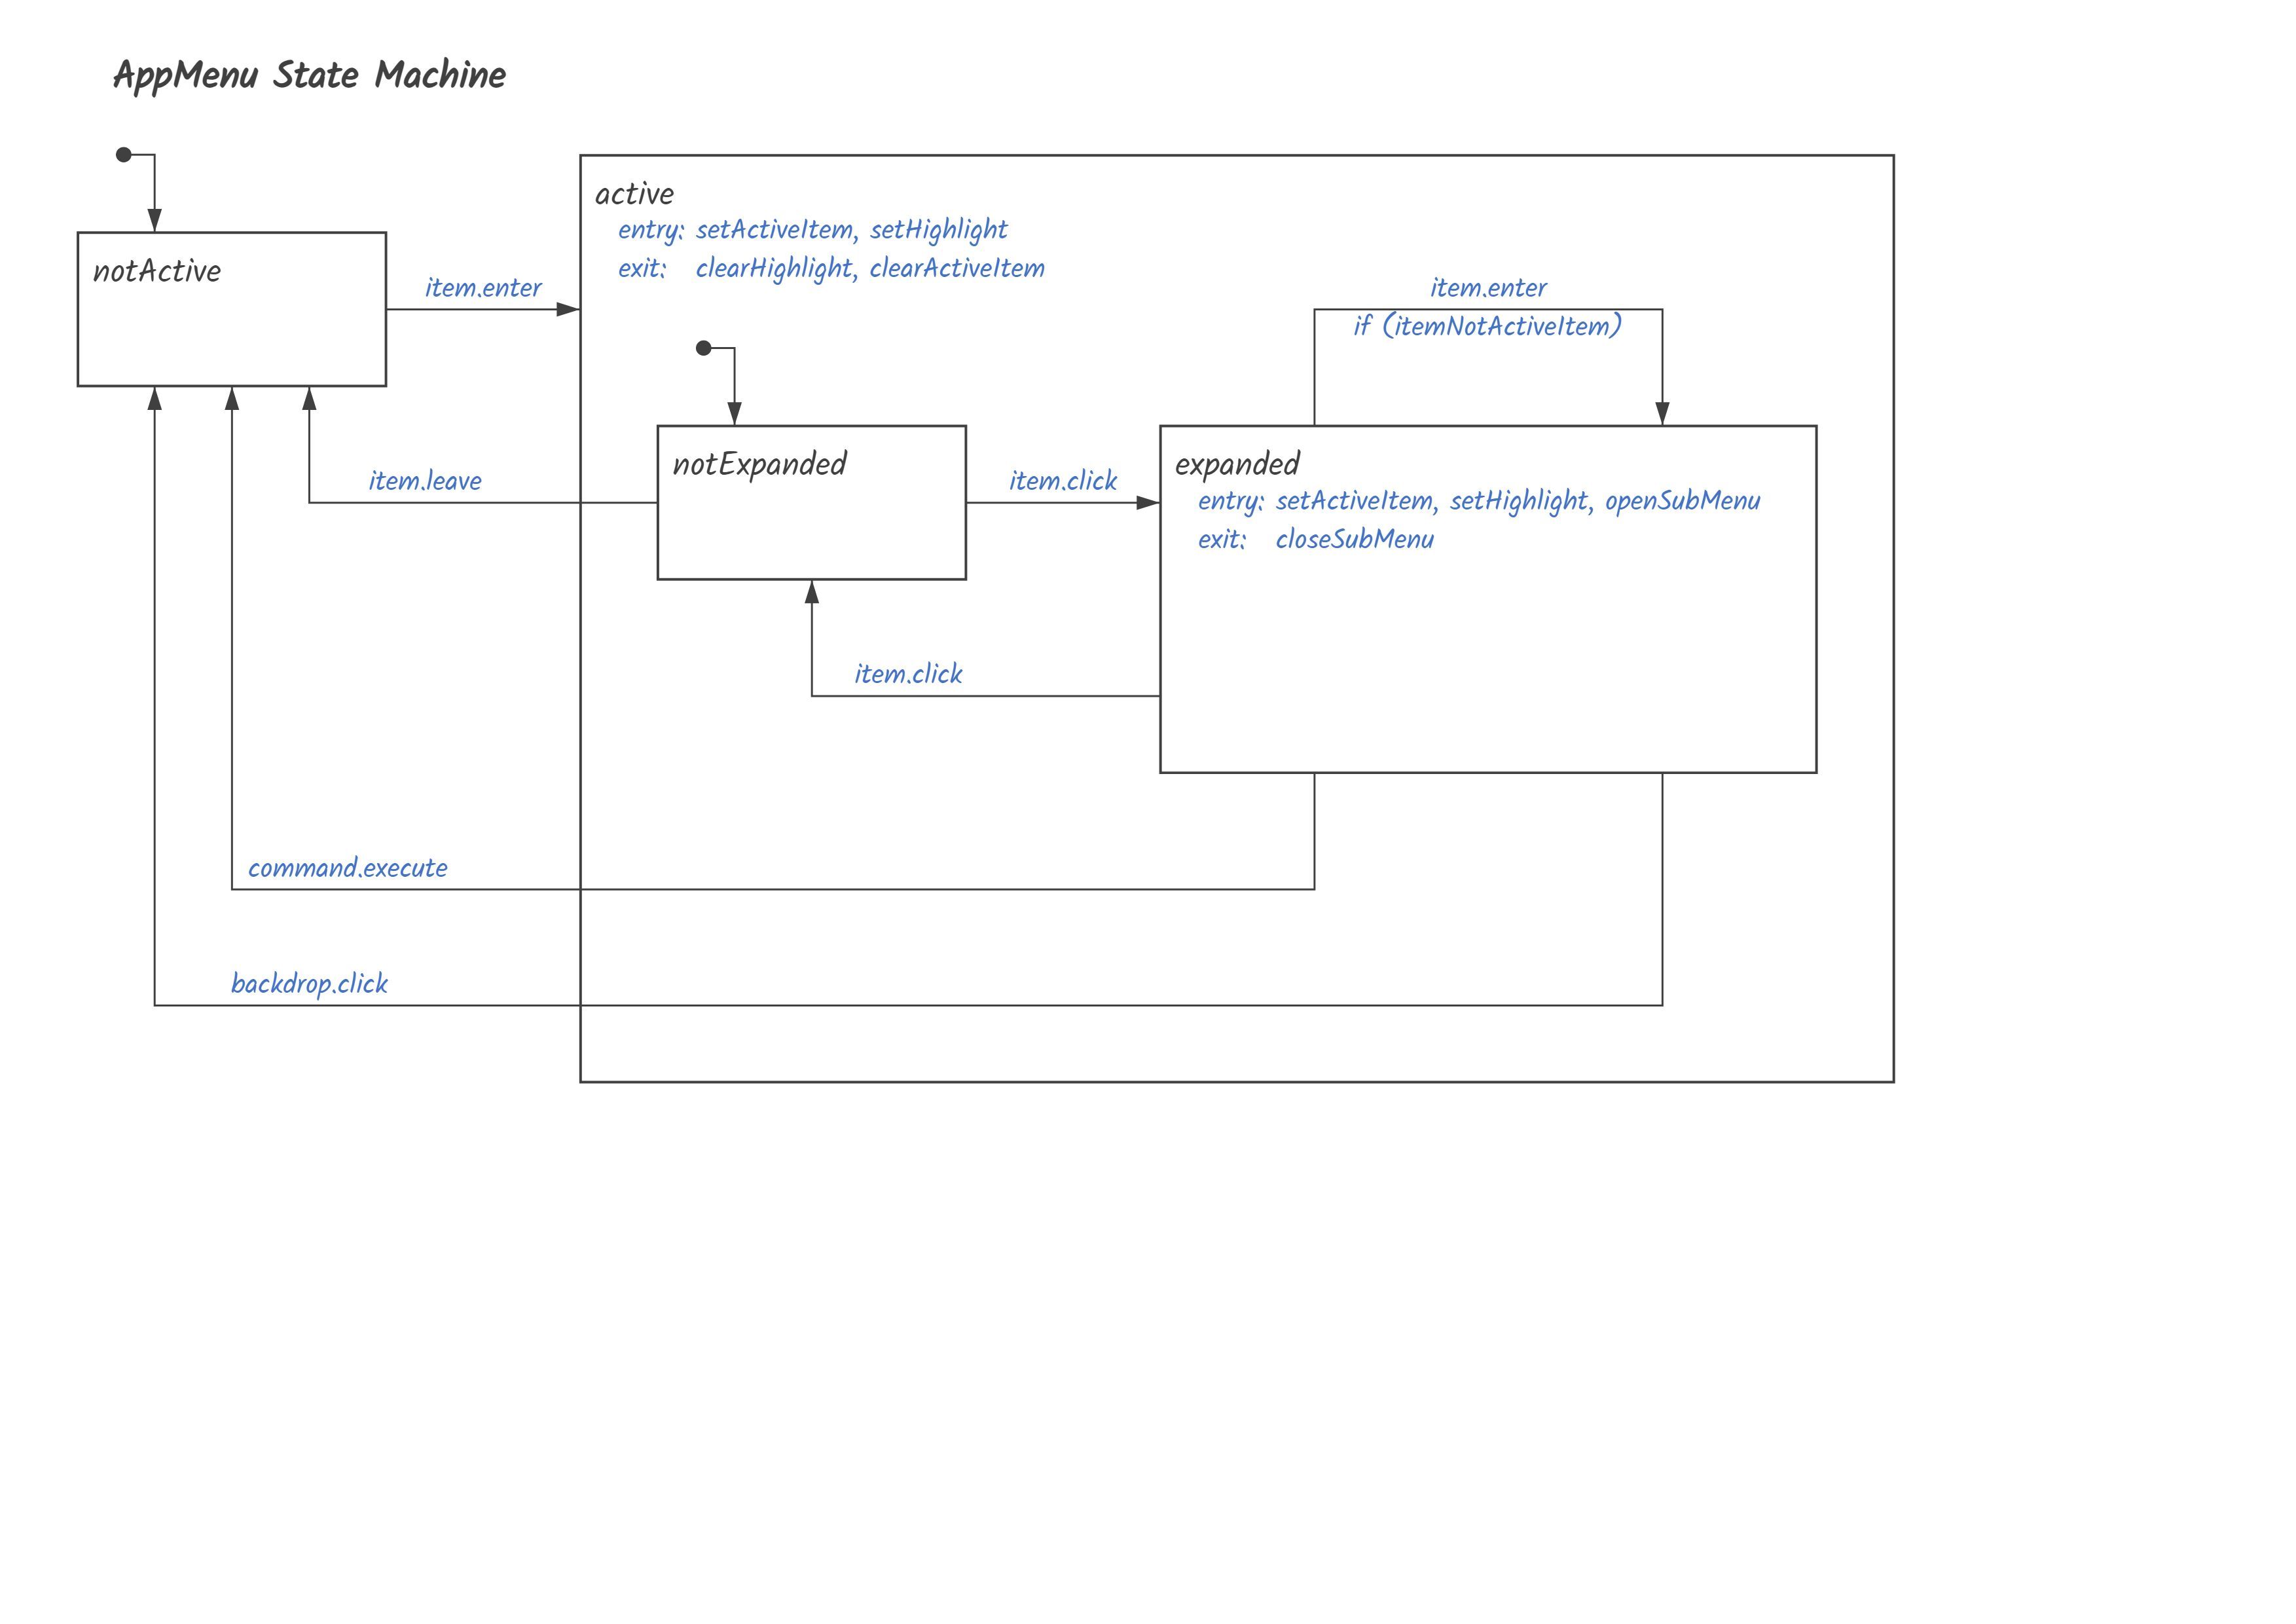 AppMenu State Machine
active
entry: setActiveItem, setHighlight
exit: clearHighlight, clearActiveItem
notActive
item.enter
item.enter
if (itemNotActiveItem)
notExpanded
item.leave
item.click
expanded
entry: setActiveItem, setHighlight, openSubMenu
exit: closeSubMenu
item.click
command.execute
backdrop.click